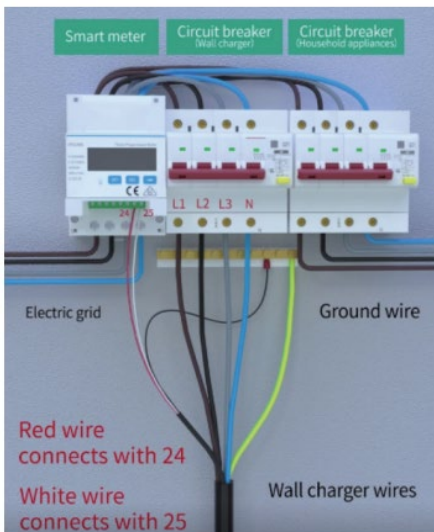 Smart meter
Circuit breaker
(Wall charger)
Circuit breaker
(Household appliances)
24 25
L1 L2 L3 N
Electric grid
Ground wire
Red wire
connects with 24
White wire
connects with 25
Wall charger wires